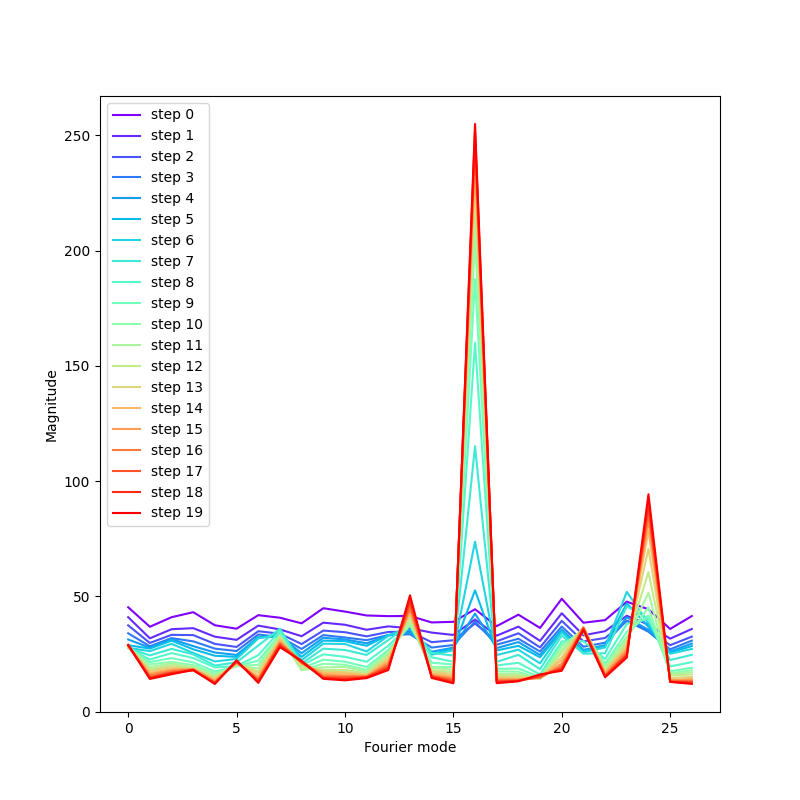 step 0
step 1
step 2
step 3
step 4
step 5
step 6
step 7
step 8
step 9
step 10
step 11
step 12
step 13
step 14
step 15
step 16
step 17
step 18
step 19
250
200
150
100
50
0
Magnitude
0 5 10 15 20 25
Fourier mode